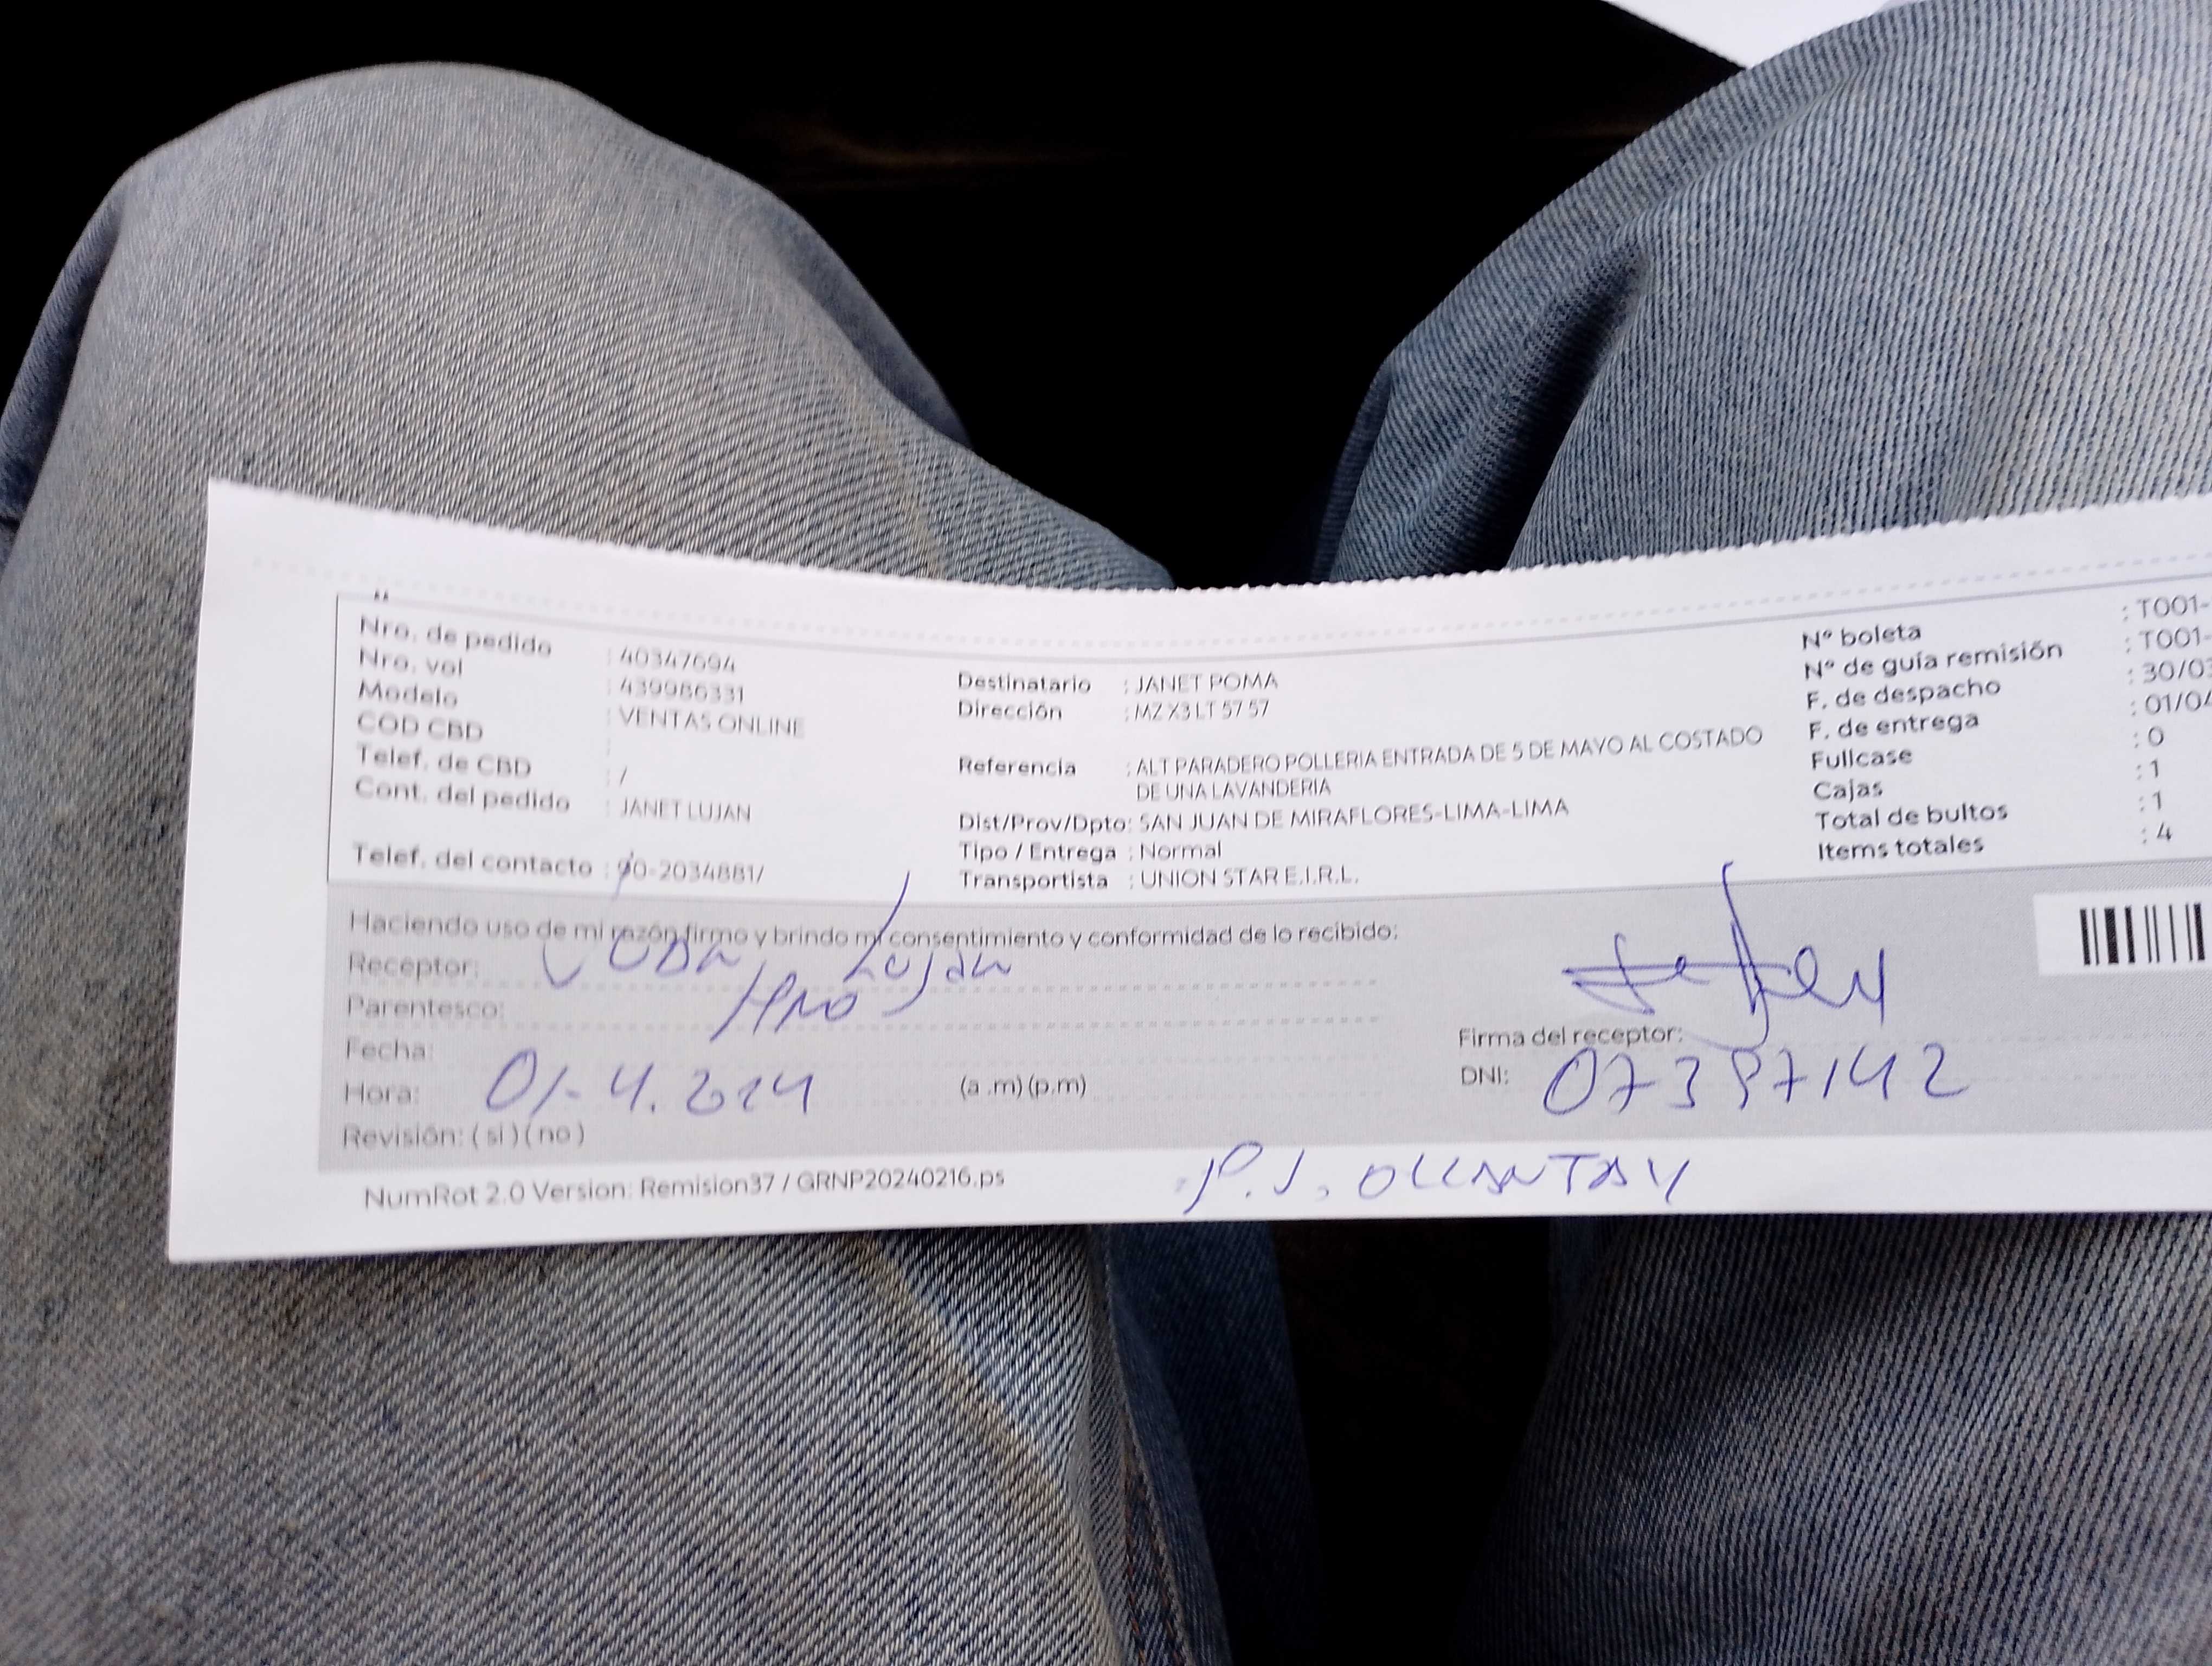 Nro. de pedido : 40347694
Nro. vol : 439986331
Modelo : VENTAS ONLINE
COD CBD :
Telef. de CBD : /
Cont. del pedido : JANET LUJAN
Telef. del contacto : 90-2034881/
Destinatario : JANET POMA
Dirección : MZ X3 LT 57 57
Referencia : ALT PARADERO POLLERIA ENTRADA DE 5 DE MAYO AL COSTADO
DE UNA LAVANDERIA
Dist/Prov/Dpto: SAN JUAN DE MIRAFLORES-LIMA-LIMA
Tipo / Entrega : Normal
Transportista : UNION STAR E.I.R.L.
Nº boleta : T001-
Nº de guía remisión : T001-
F. de despacho : 30/03
F. de entrega : 01/04
Fullcase : 0
Cajas : 1
Total de bultos : 1
Items totales : 4
Haciendo uso de mi razón firmo y brindo mi consentimiento y conformidad de lo recibido:
Receptor: Lujan
Parentesco:
Fecha:
Hora: 01-4.2024 (a .m) (p.m)
Revisión: ( si ) ( no )
Firma del receptor:
DNI: 07397142
NumRot 2.0 Version: Remision37 / GRNP20240216.ps
P.J. OLLANTAY